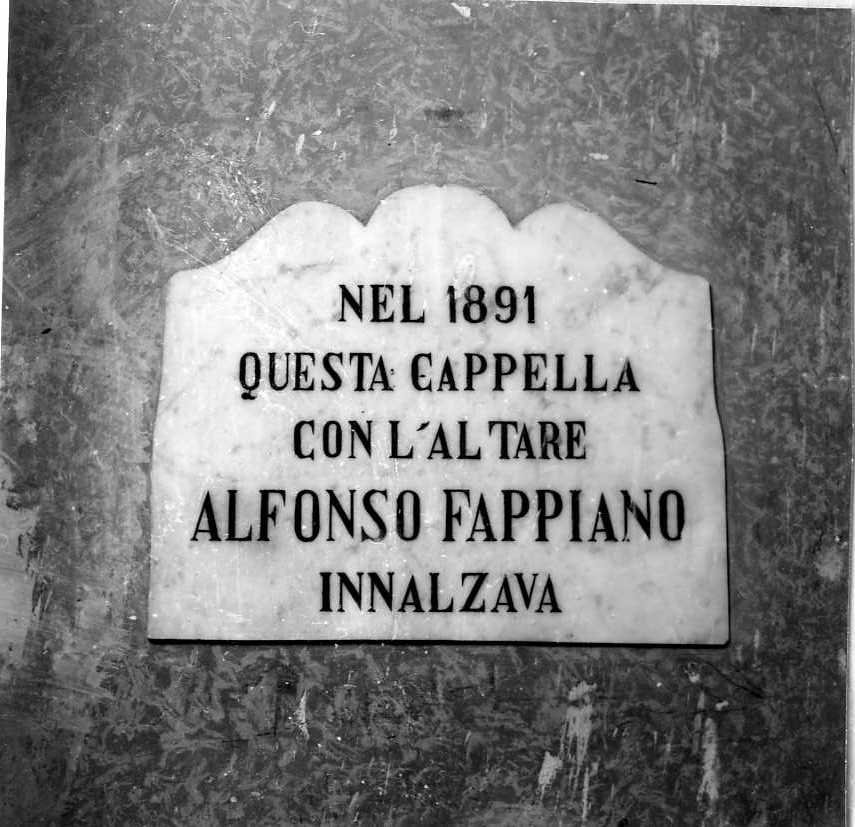 NEL 1891
QUESTA CAPPELLA
CON L'ALTARE
ALFONSO FAPPIANO
INNALZAVA